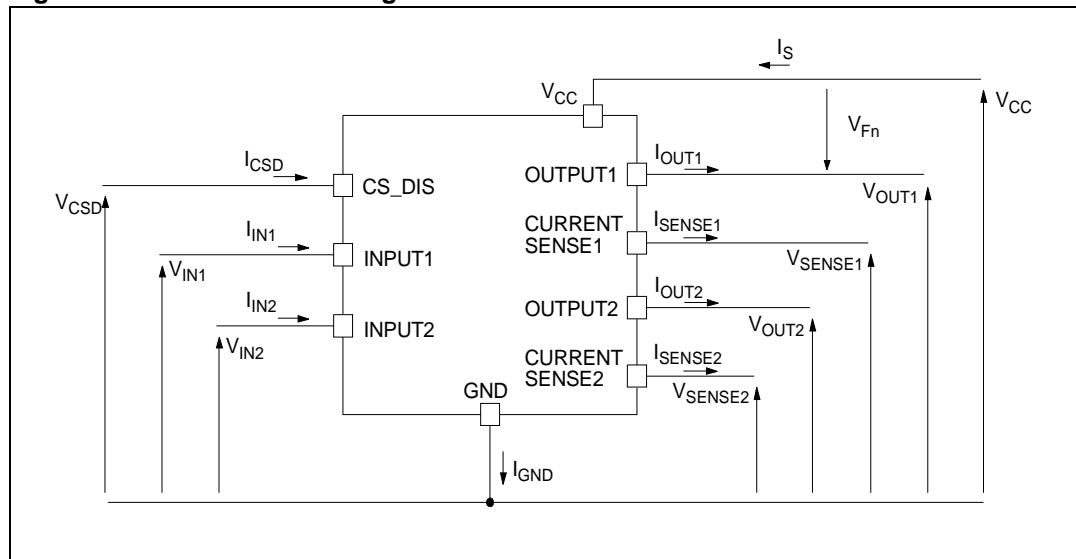 I_S
V_CC
V_CC
V_Fn
I_CSD
CS_DIS
V_CSD
OUTPUT1
I_OUT1
V_OUT1
I_IN1
INPUT1
V_IN1
CURRENT
SENSE1
I_SENSE1
V_SENSE1
I_IN2
INPUT2
V_IN2
OUTPUT2
I_OUT2
V_OUT2
CURRENT
SENSE2
I_SENSE2
V_SENSE2
GND
I_GND